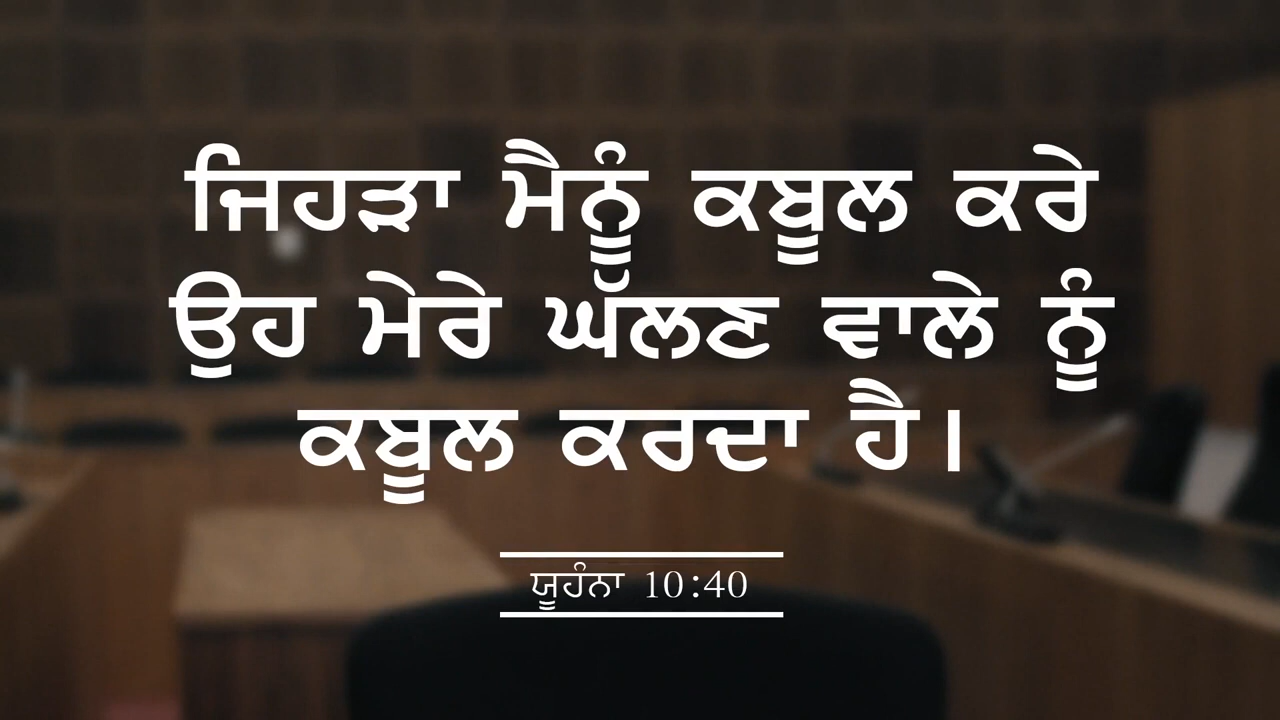 ਜਿਹੜਾ ਮੈਨੂੰ ਕਬੂਲ ਕਰੇ
ਉਹ ਮੇਰੇ ਘੱਲਣ ਵਾਲੇ ਨੂੰ
ਕਬੂਲ ਕਰਦਾ ਹੈ।
ਯੂਹੰਨਾ 10:40